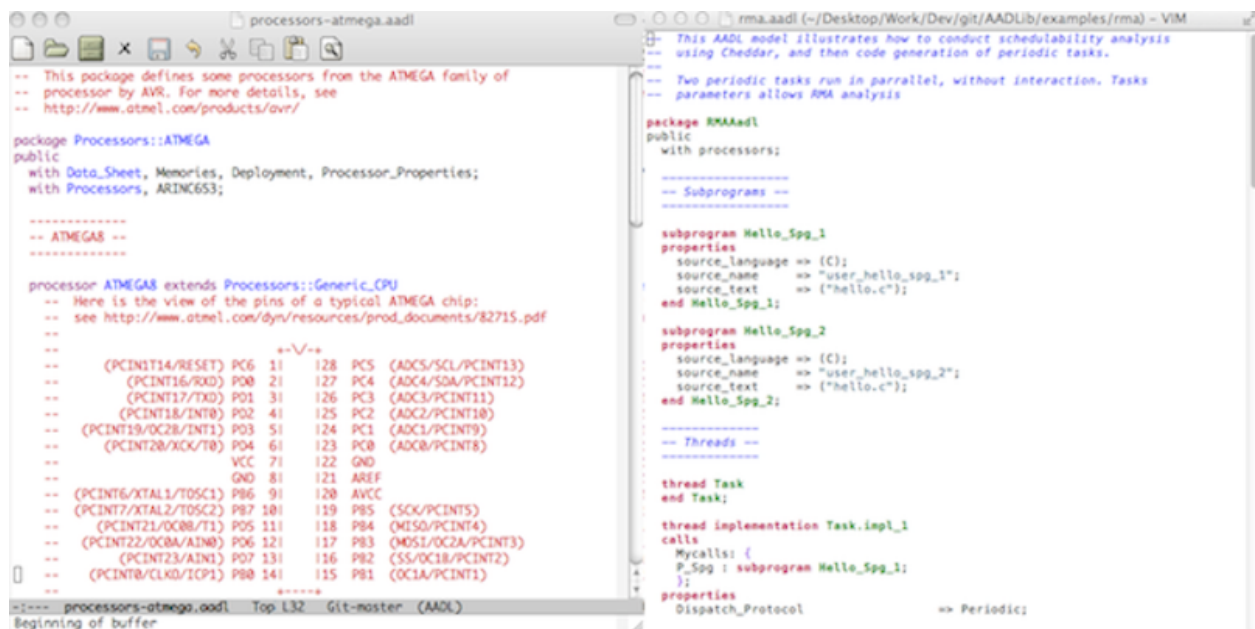 processors-atmega.aadl
-- This package defines some processors from the ATMEGA family of
-- processor by AVR. For more details, see
-- http://www.atmel.com/products/avr/
package Processors::ATMEGA
public
with Data_Sheet, Memories, Deployment, Processor_Properties;
with Processors, ARINC653;
-------------
-- ATMEGA8 --
-------------
processor ATMEGA8 extends Processors::Generic_CPU
-- Here is the view of the pins of a typical ATMEGA chip:
-- see http://www.atmel.com/dyn/resources/prod_documents/82715.pdf
--
-- +-\/-+
-- (PCIN1T14/RESET) PC6 1| |28 PC5 (ADC5/SCL/PCINT13)
-- (PCINT16/RXD) PD0 2| |27 PC4 (ADC4/SDA/PCINT12)
-- (PCINT17/TXD) PD1 3| |26 PC3 (ADC3/PCINT11)
-- (PCINT18/INT0) PD2 4| |25 PC2 (ADC2/PCINT10)
-- (PCINT19/OC2B/INT1) PD3 5| |24 PC1 (ADC1/PCINT9)
-- (PCINT20/XCK/T0) PD4 6| |23 PC0 (ADC0/PCINT8)
-- VCC 7| |22 GND
-- GND 8| |21 AREF
-- (PCINT6/XTAL1/TOSC1) PB6 9| |20 AVCC
-- (PCINT7/XTAL2/TOSC2) PB7 10| |19 PB5 (SCK/PCINT5)
-- (PCINT21/OC0B/T1) PD5 11| |18 PB4 (MISO/PCINT4)
-- (PCINT22/OC0A/AIN0) PD6 12| |17 PB3 (MOSI/OC2A/PCINT3)
-- (PCINT23/AIN1) PD7 13| |16 PB2 (SS/OC1B/PCINT2)
-- (PCINT0/CLKO/ICP1) PB0 14| |15 PB1 (OC1A/PCINT1)
-- +----+
-:--- processors-atmega.aadl Top L32 Git-master (AADL)
Beginning of buffer
rma.aadl (~/Desktop/Work/Dev/git/AADLib/examples/rma) - VIM
-- This AADL model illustrates how to conduct schedulability analysis
-- using Cheddar, and then code generation of periodic tasks.
--
-- Two periodic tasks run in parrallel, without interaction. Tasks
-- parameters allows RMA analysis
package RMAAadl
public
with processors;
-----------------
-- Subprograms --
-----------------
subprogram Hello_Spg_1
properties
source_language => (C);
source_name => "user_hello_spg_1";
source_text => ("hello.c");
end Hello_Spg_1;
subprogram Hello_Spg_2
properties
source_language => (C);
source_name => "user_hello_spg_2";
source_text => ("hello.c");
end Hello_Spg_2;
-------------
-- Threads --
-------------
thread Task
end Task;
thread implementation Task.impl_1
calls
Mycalls: {
P_Spg : subprogram Hello_Spg_1;
};
properties
Dispatch_Protocol => Periodic;